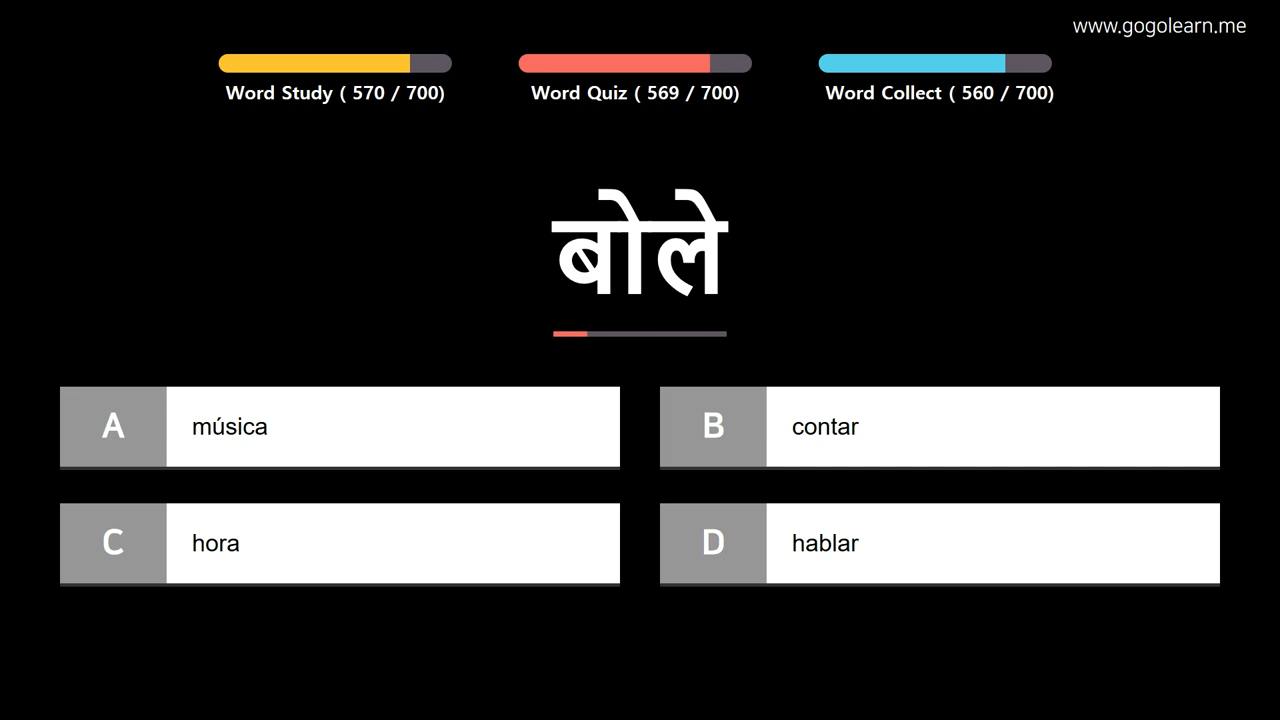 www.gogolearn.me
Word Study ( 570 / 700)
Word Quiz ( 569 / 700)
Word Collect ( 560 / 700)
बोले
A música
B contar
C hora
D hablar